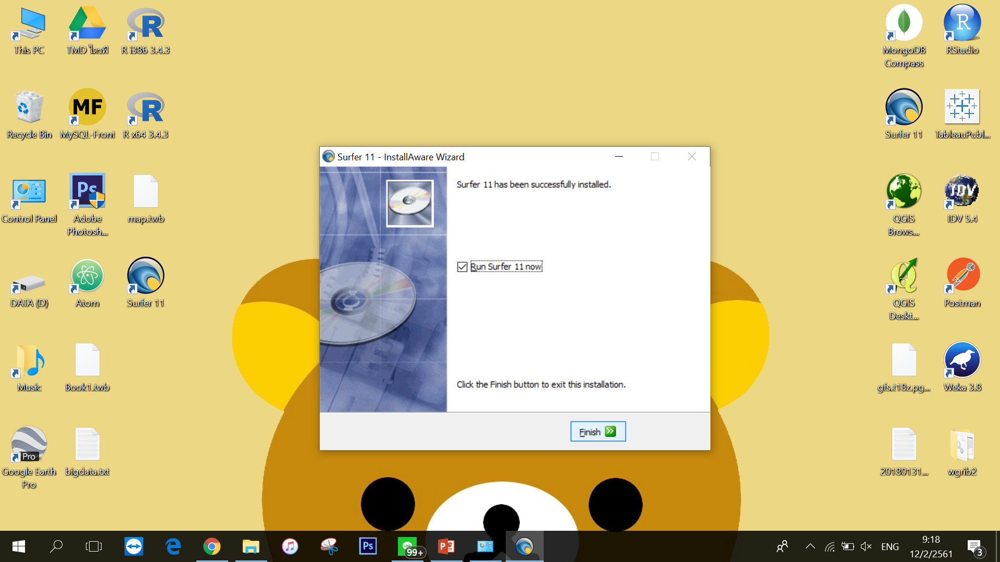 This PC
TMD ไดรฟ์
R i386 3.4.3
MongoDB
Compass
R
RStudio
Recycle Bin
MF
MySQL-Front
R x64 3.4.3
Surfer 11
TableauPubl...
Control Panel
Ps
Adobe
Photosh...
map.twb
QGIS
Brows...
IDV
IDV 5.4
DATA (D)
Atom
Surfer 11
QGIS
Deskt...
Postman
Music
Book1.twb
gfs.t18z.pg...
Weka 3.8
Pro
Google Earth
Pro
bigdata.txt
20180131...
wgrib2
Surfer 11 - InstallAware Wizard
Surfer 11 has been successfully installed.
Run Surfer 11 now
Click the Finish button to exit this installation.
Finish
Ps
99+
ENG
9:18
12/2/2561
3